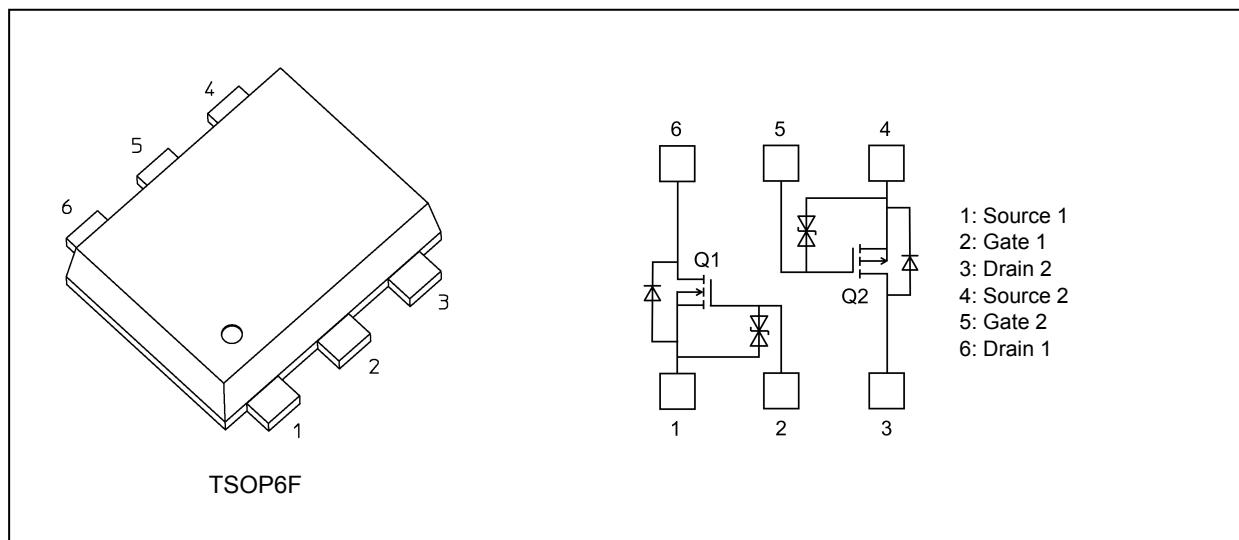 4
5
6
3
2
1
TSOP6F
6 5 4
Q1
Q2
1 2 3
1: Source 1
2: Gate 1
3: Drain 2
4: Source 2
5: Gate 2
6: Drain 1